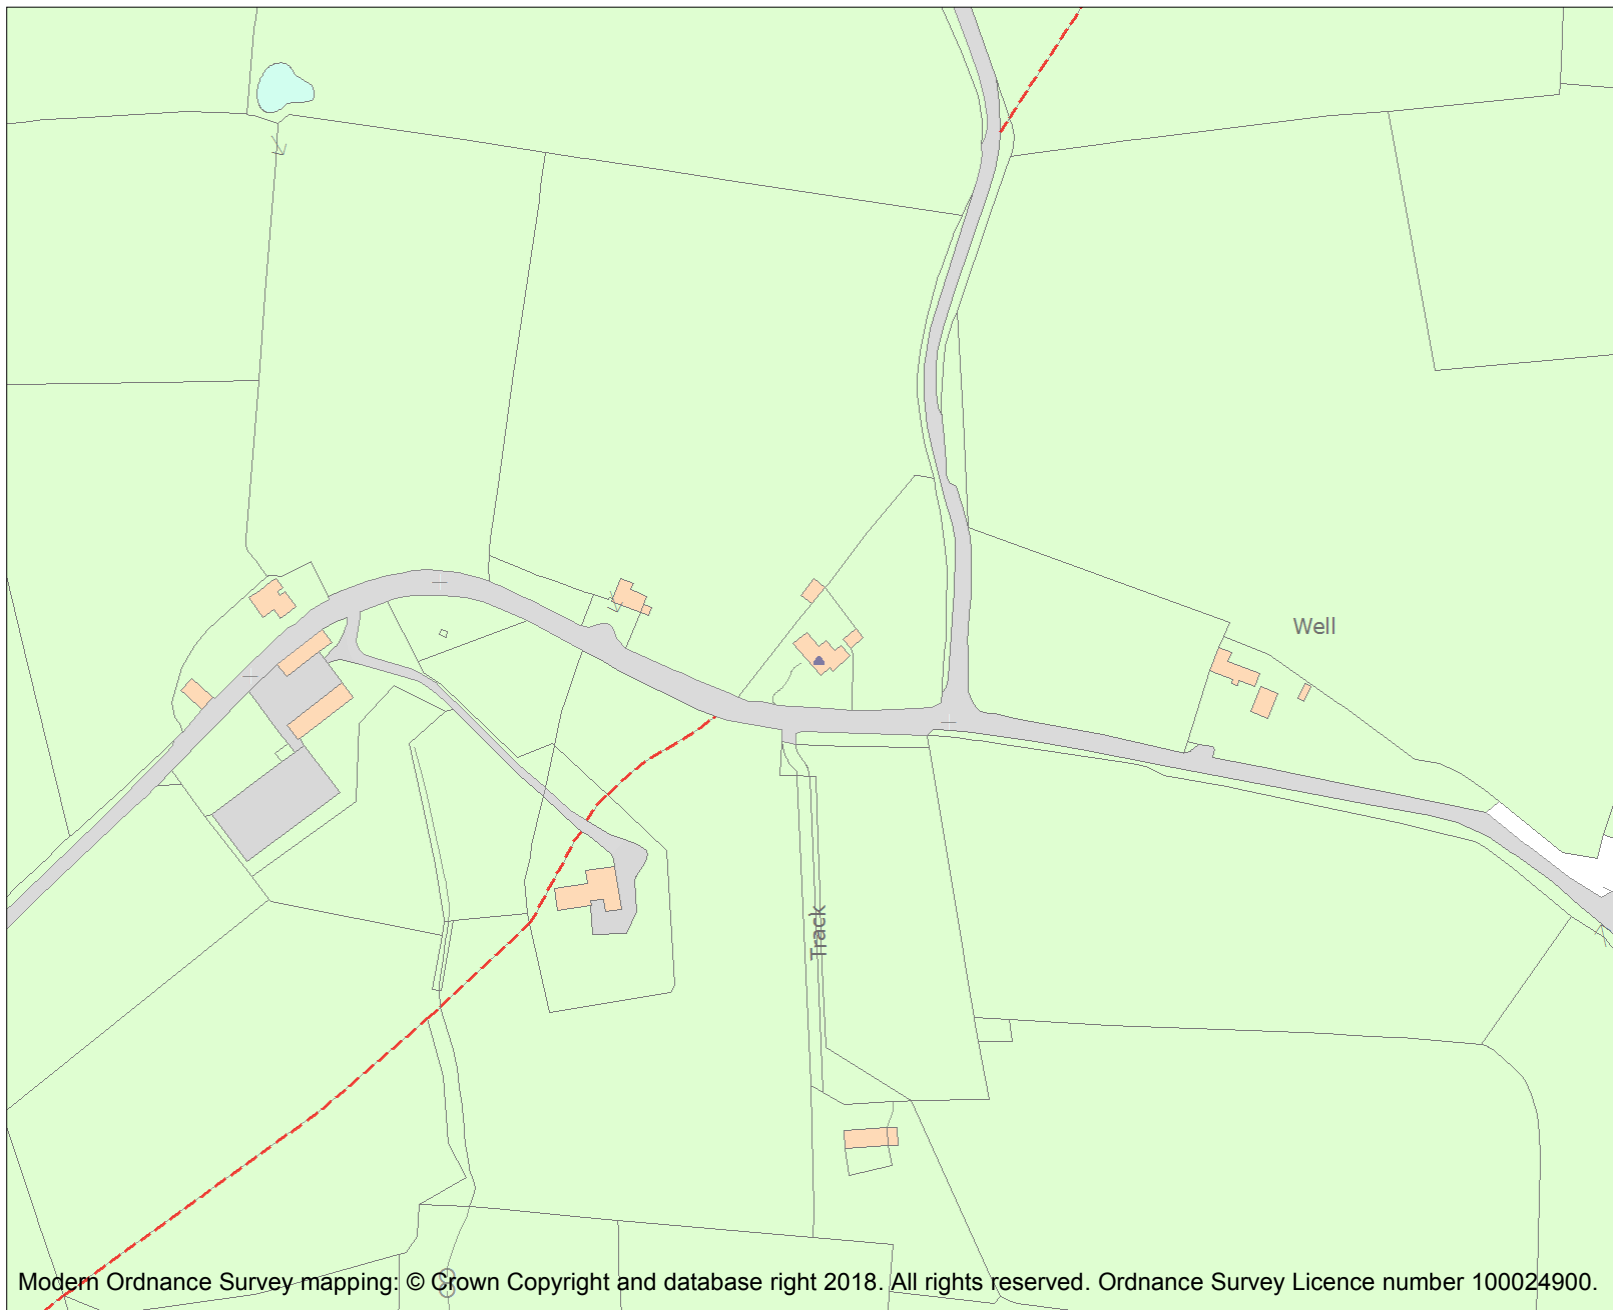 Well
Track
Modern Ordnance Survey mapping: © Crown Copyright and database right 2018. All rights reserved. Ordnance Survey Licence number 100024900.